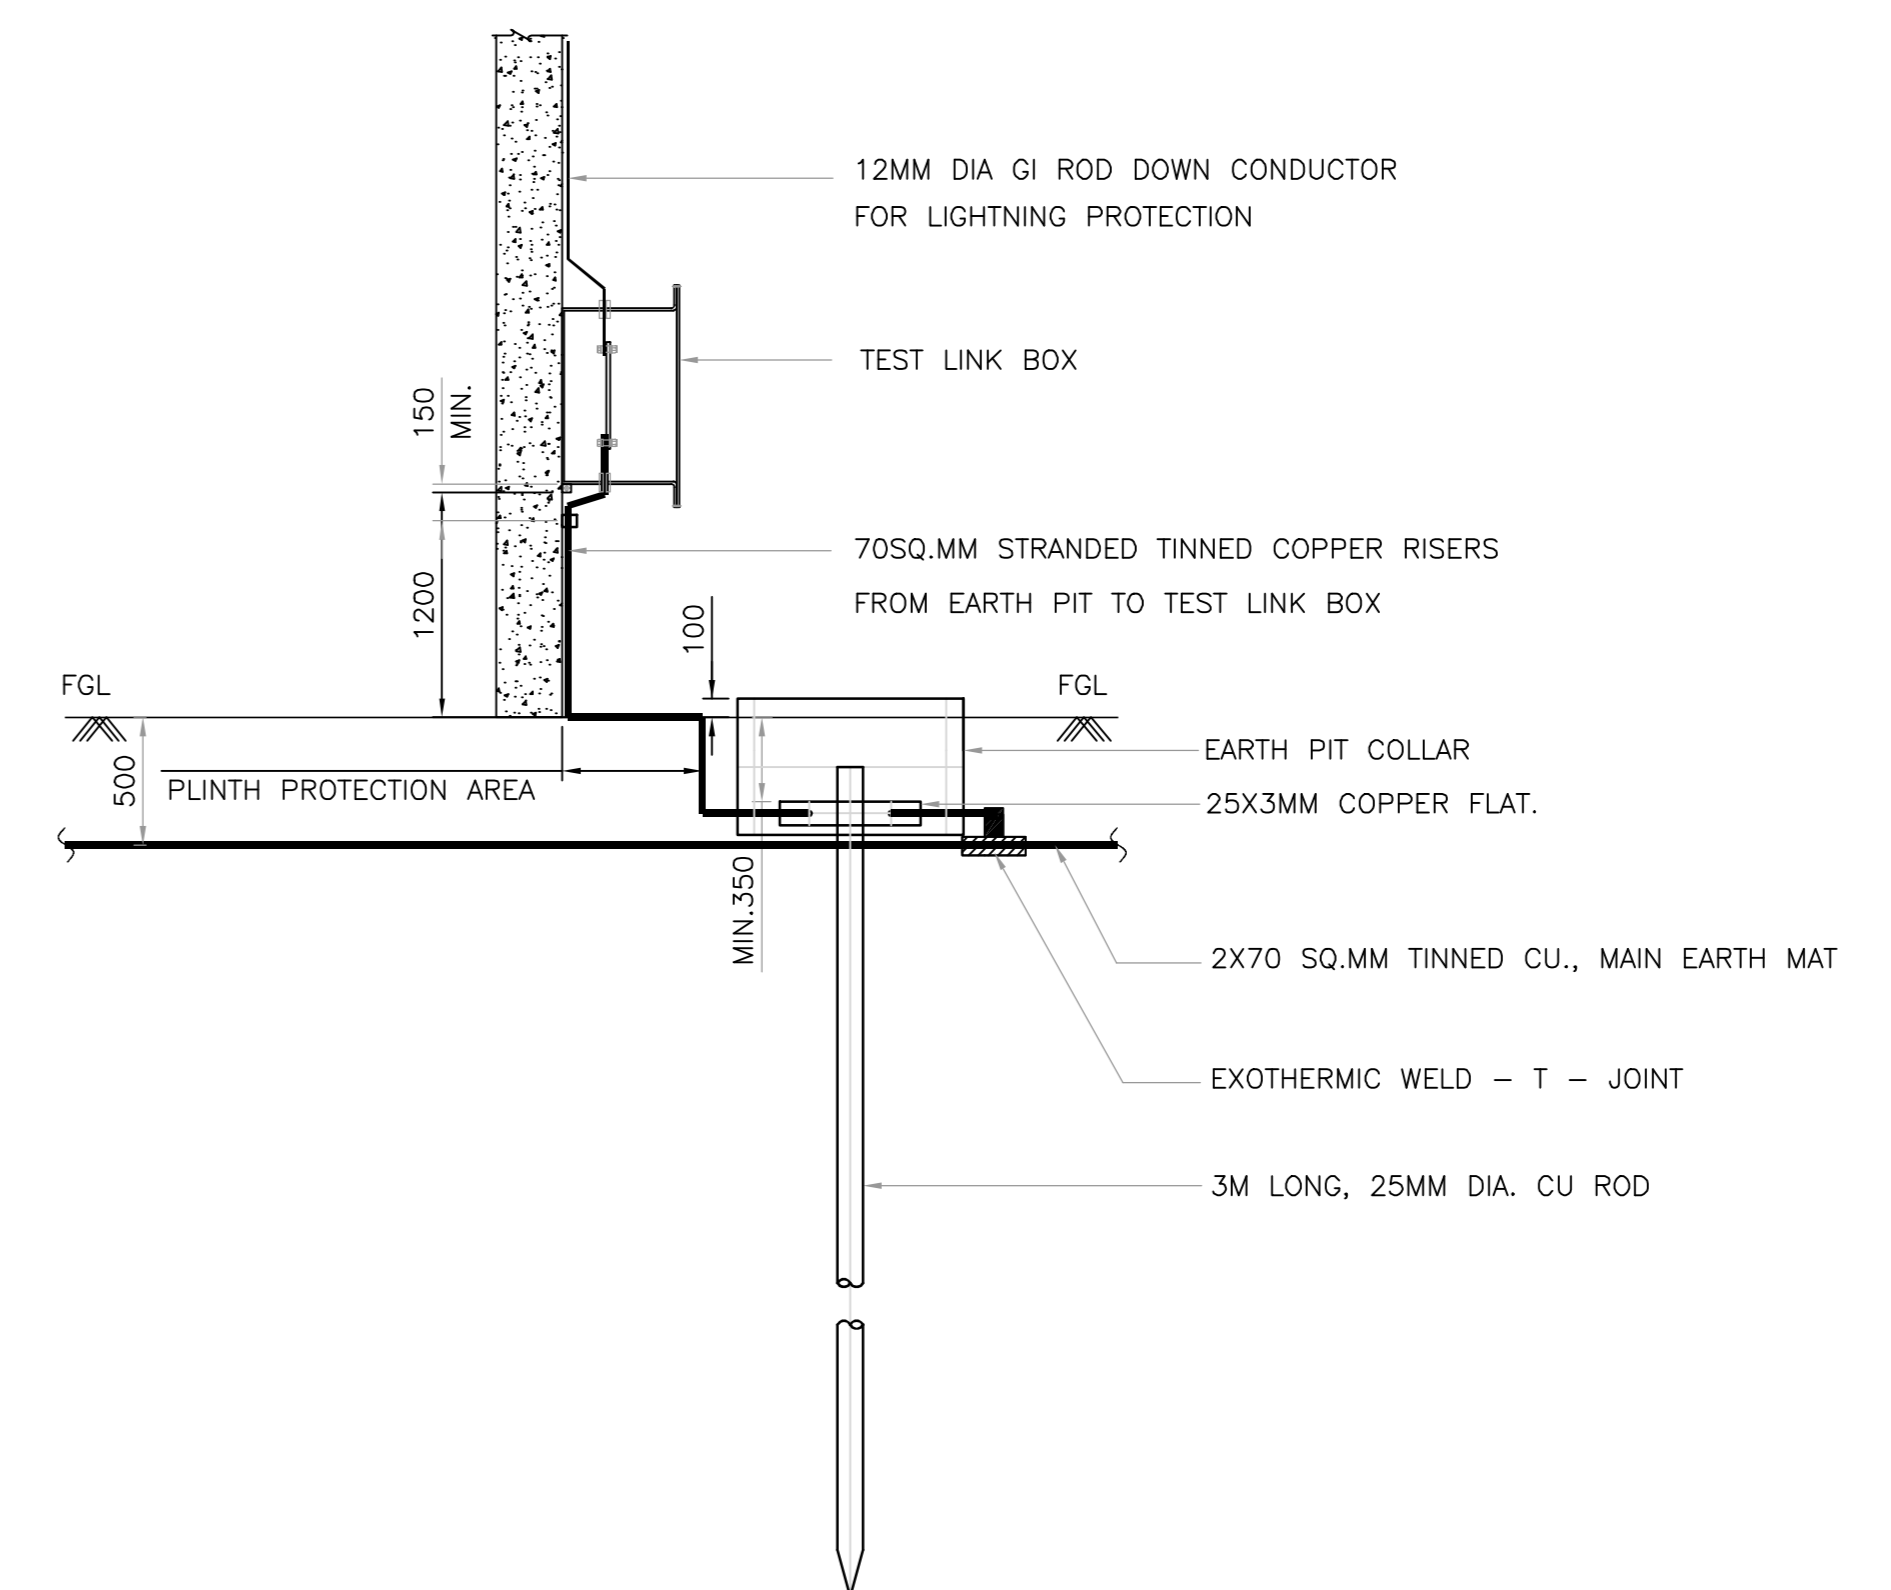 12MM DIA GI ROD DOWN CONDUCTOR
FOR LIGHTNING PROTECTION
TEST LINK BOX
150
MIN.
70SQ.MM STRANDED TINNED COPPER RISERS
FROM EARTH PIT TO TEST LINK BOX
1200
100
FGL
FGL
EARTH PIT COLLAR
500
PLINTH PROTECTION AREA
25X3MM COPPER FLAT.
MIN.350
2X70 SQ.MM TINNED CU., MAIN EARTH MAT
EXOTHERMIC WELD – T – JOINT
3M LONG, 25MM DIA. CU ROD